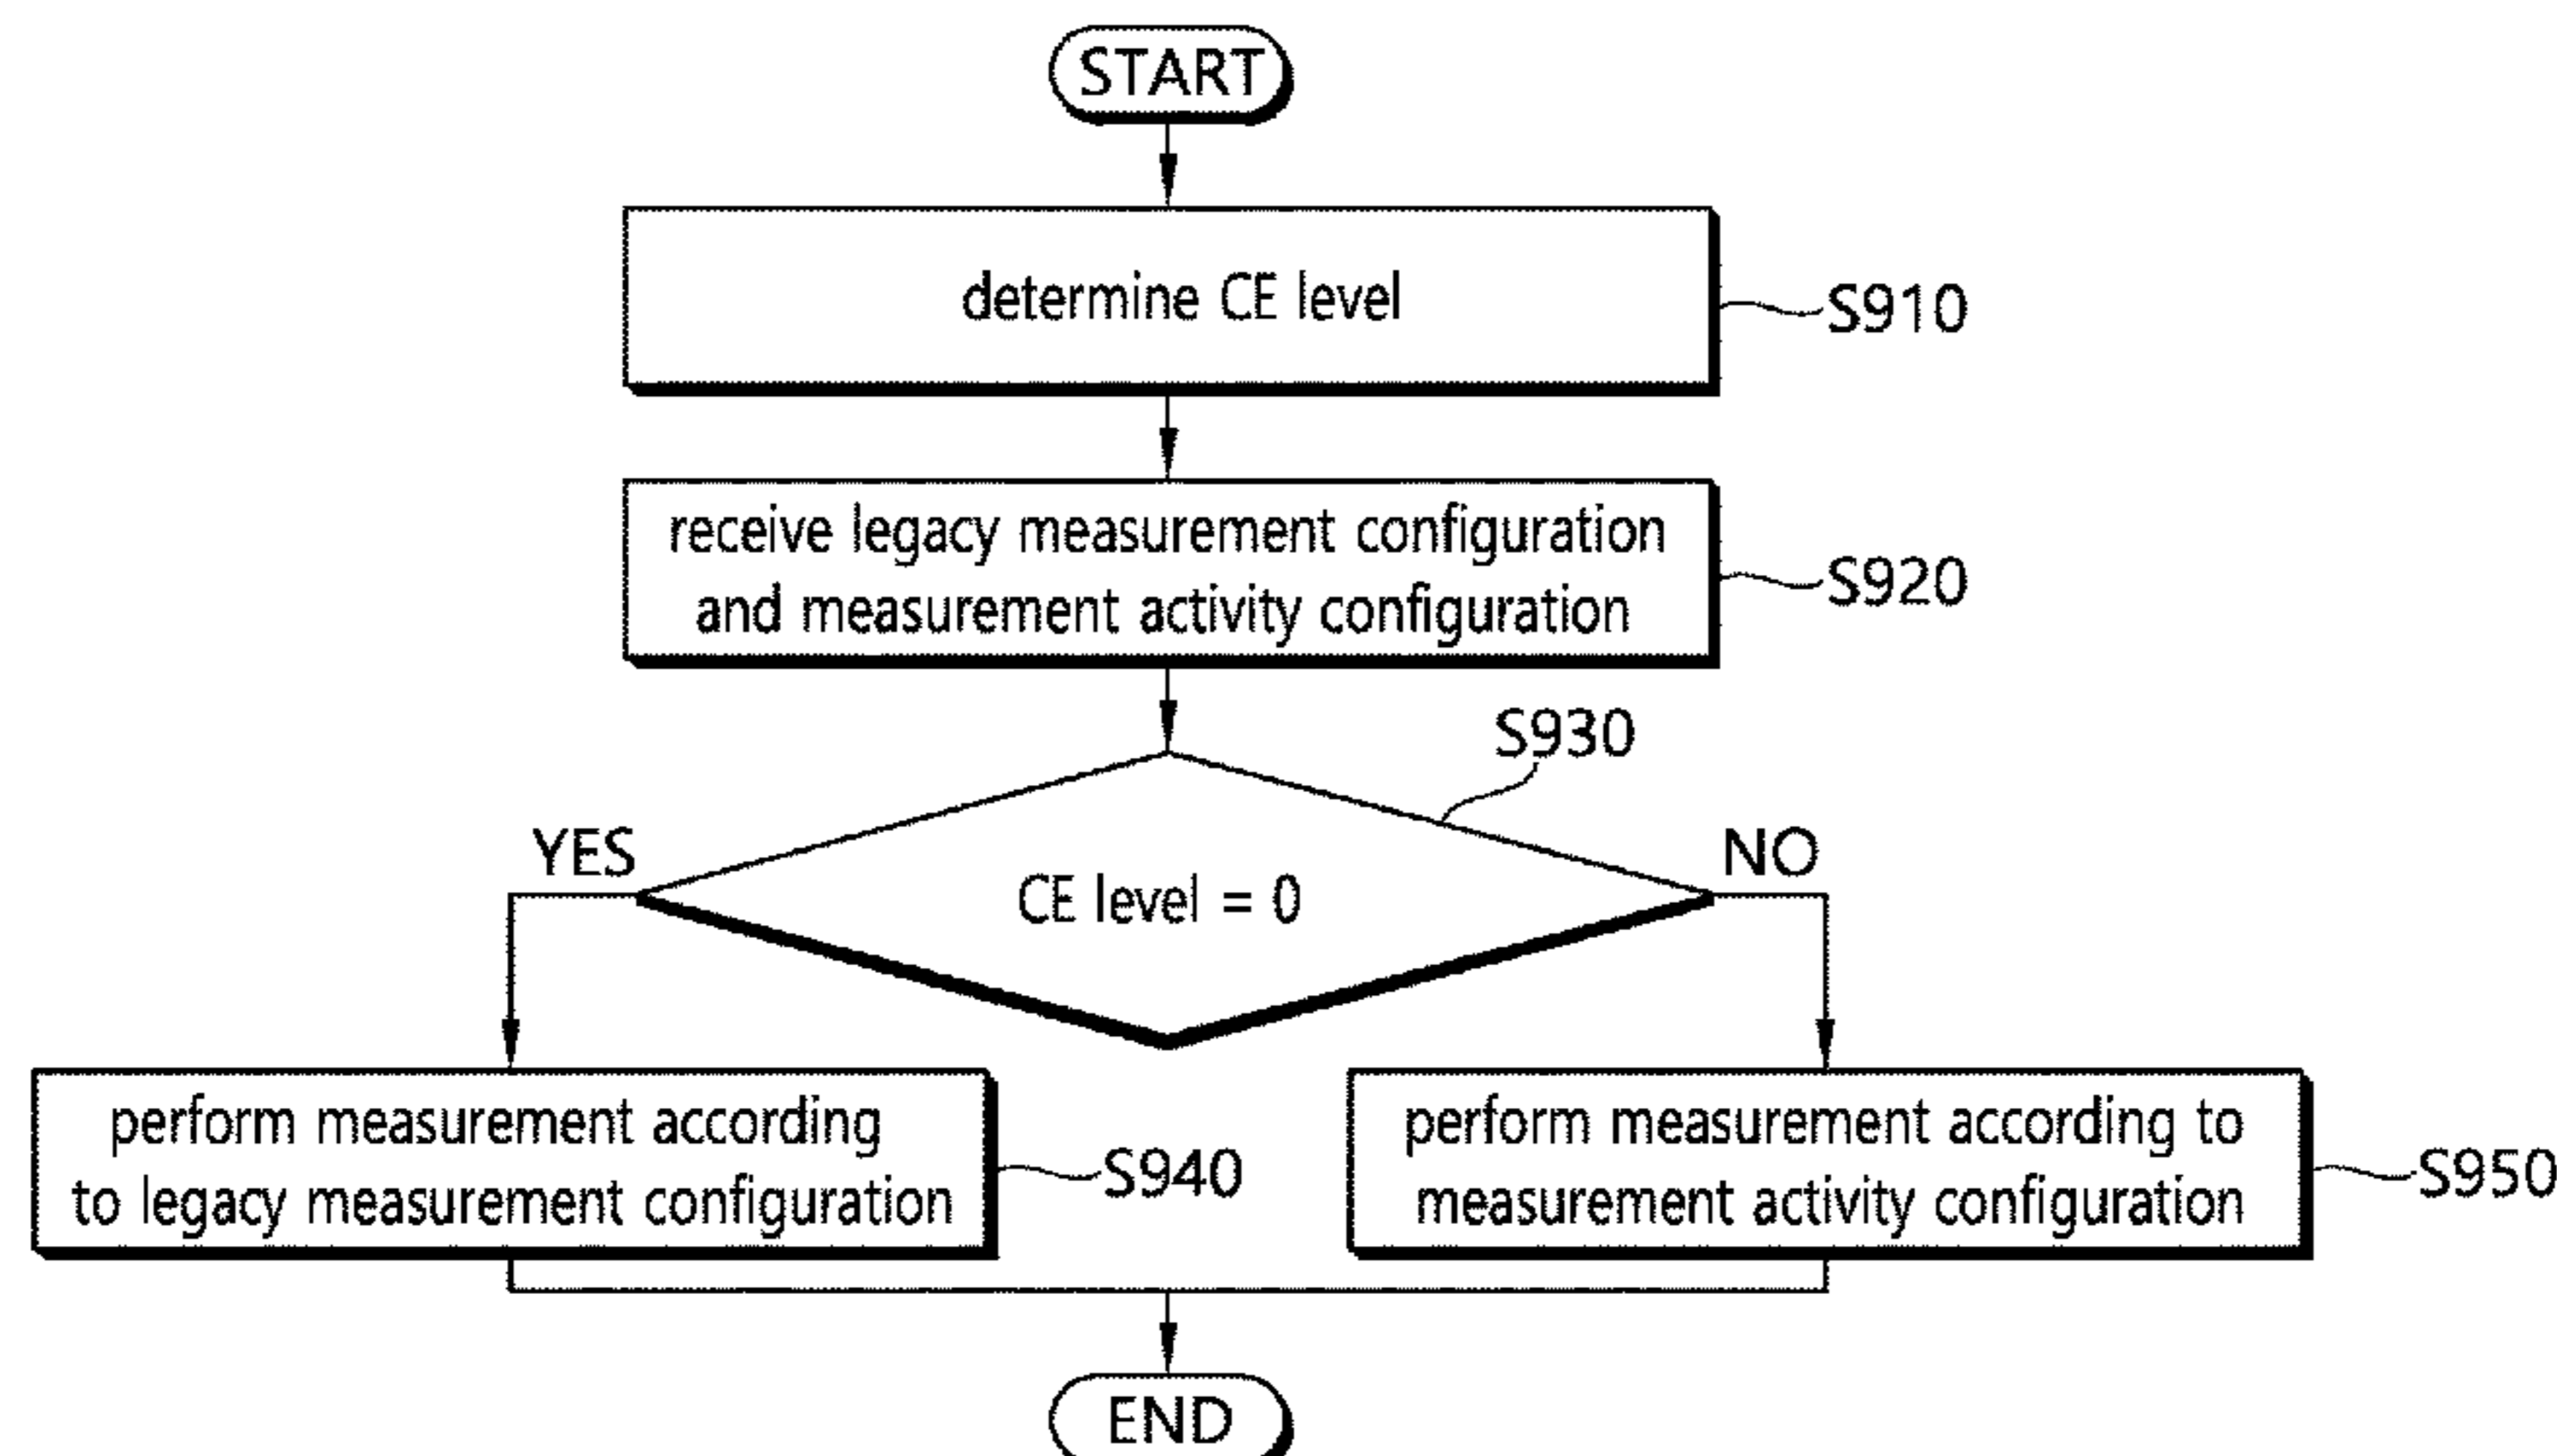 START
determine CE level
S910
receive legacy measurement configuration
and measurement activity configuration
S920
S930
YES
NO
CE level = 0
perform measurement according
to legacy measurement configuration
S940
perform measurement according to
measurement activity configuration
S950
END